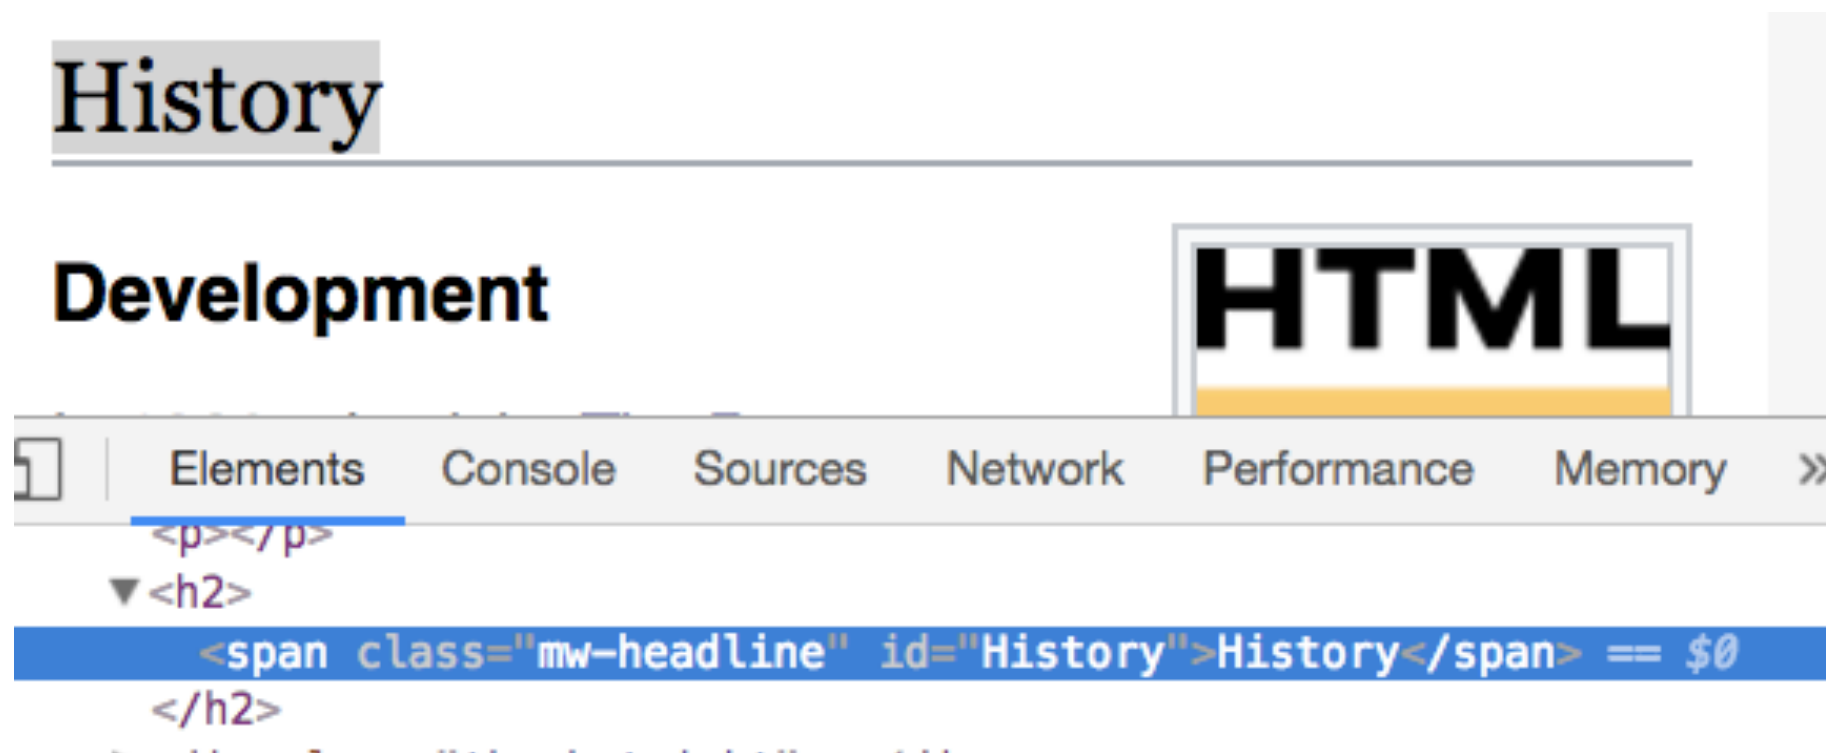 History
Development
HTML
Elements Console Sources Network Performance Memory »
<p></p>
▼<h2>
<span class="mw-headline" id="History">History</span> == $0
</h2>